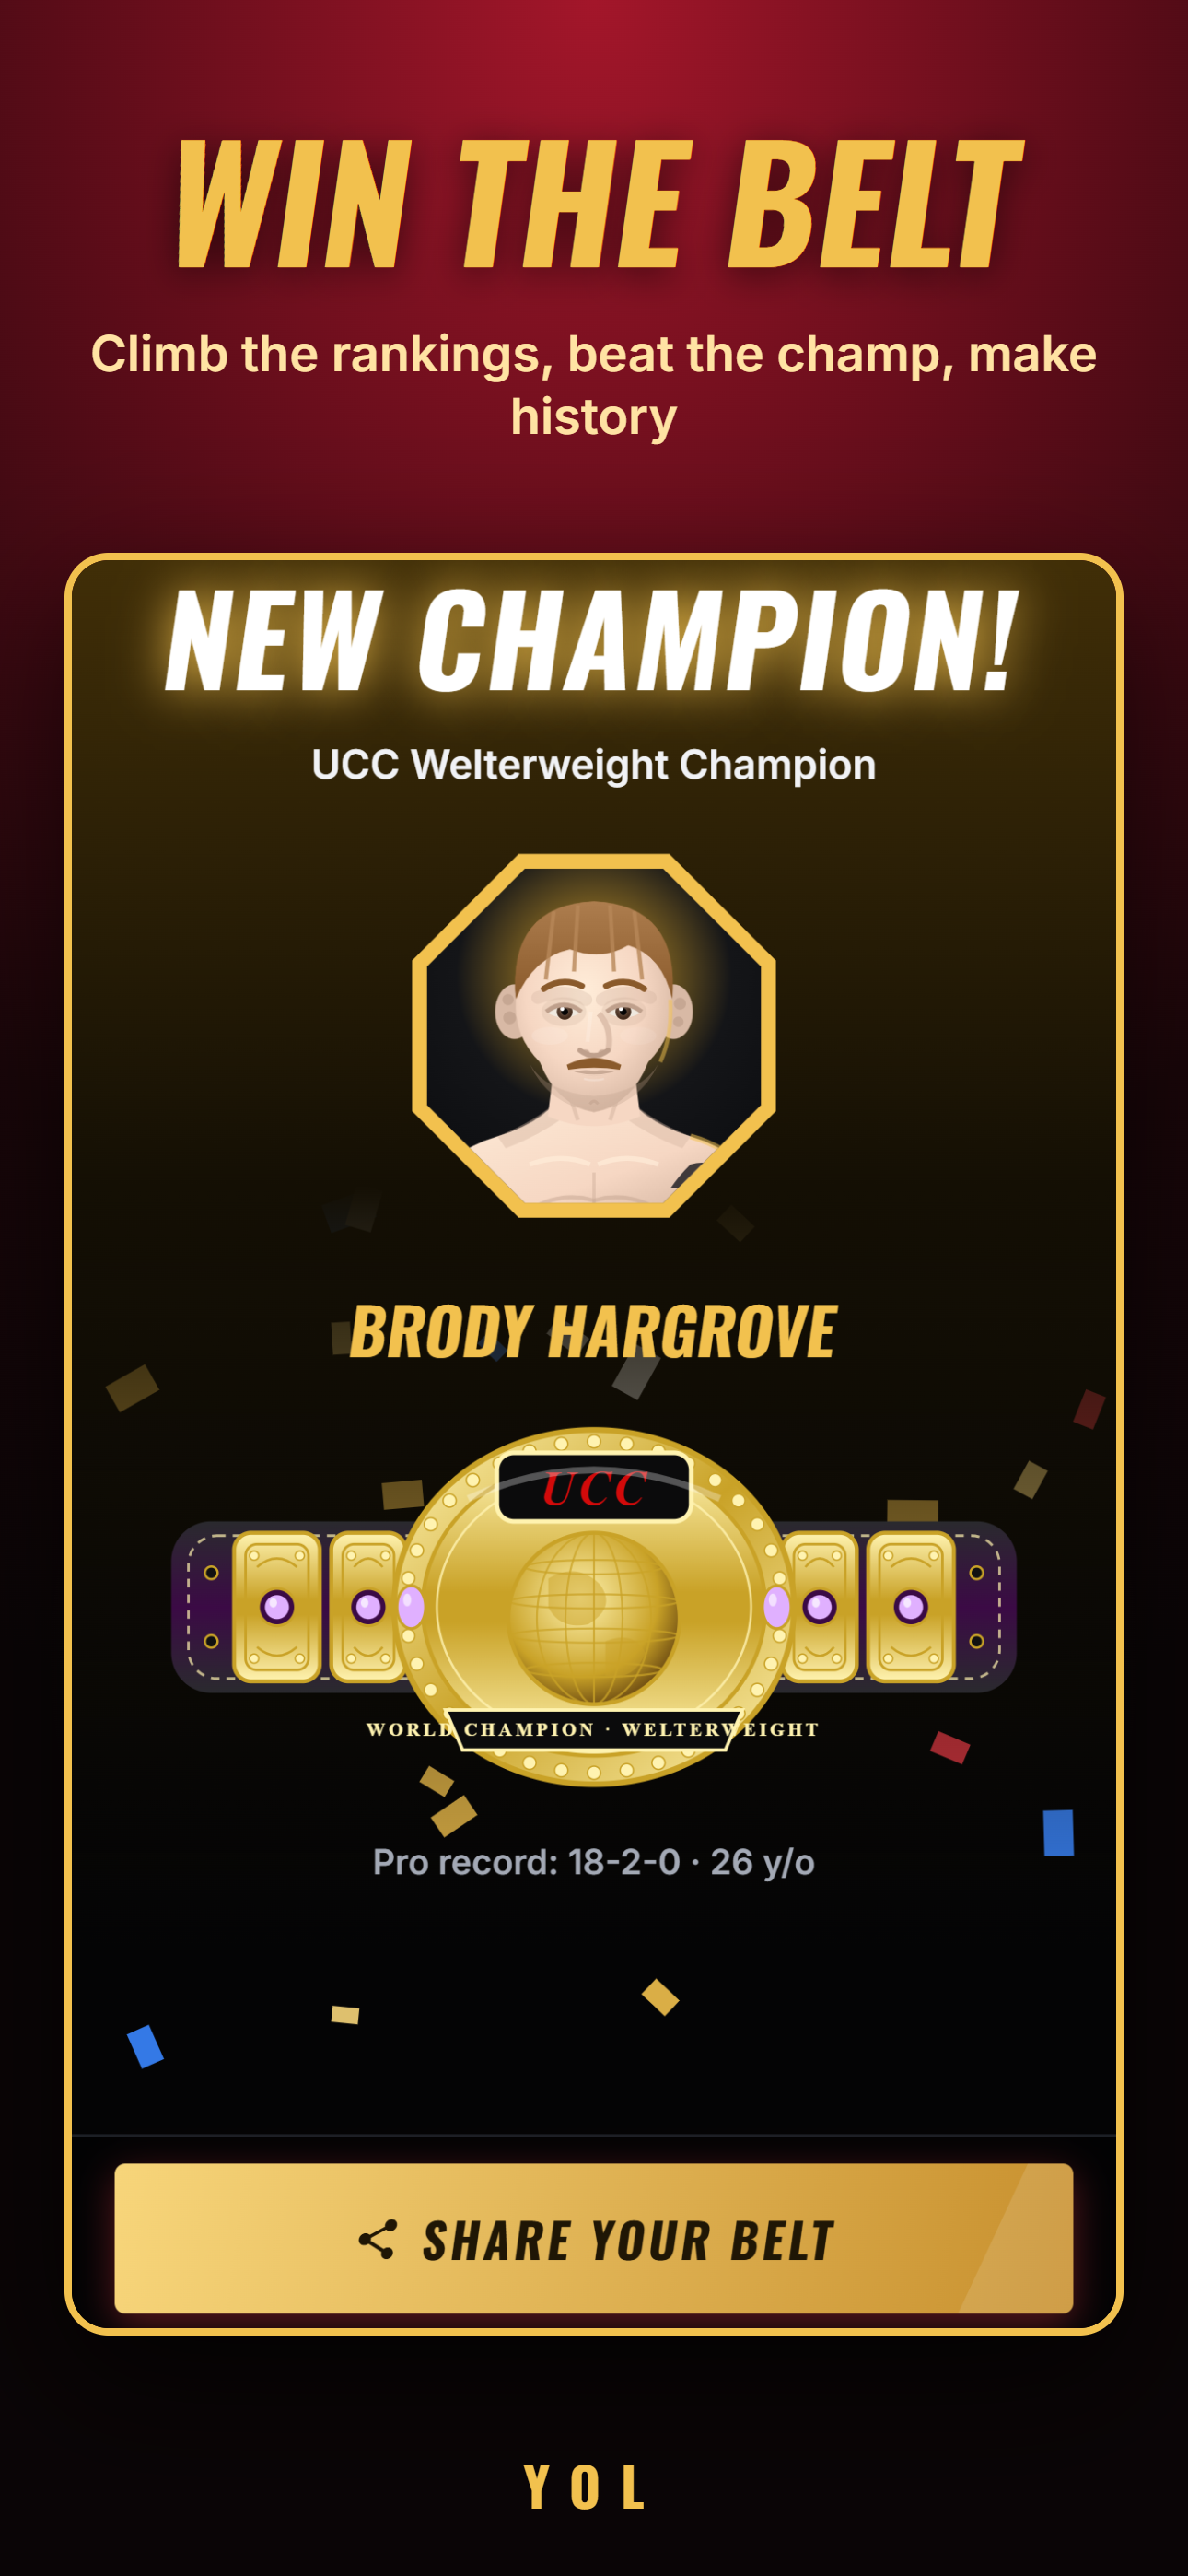 WIN THE BELT
Climb the rankings, beat the champ, make
history
NEW CHAMPION!
UCC Welterweight Champion
BRODY HARGROVE
UCC
WORLD CHAMPION · WELTERWEIGHT
Pro record: 18-2-0 · 26 y/o
SHARE YOUR BELT
YOL